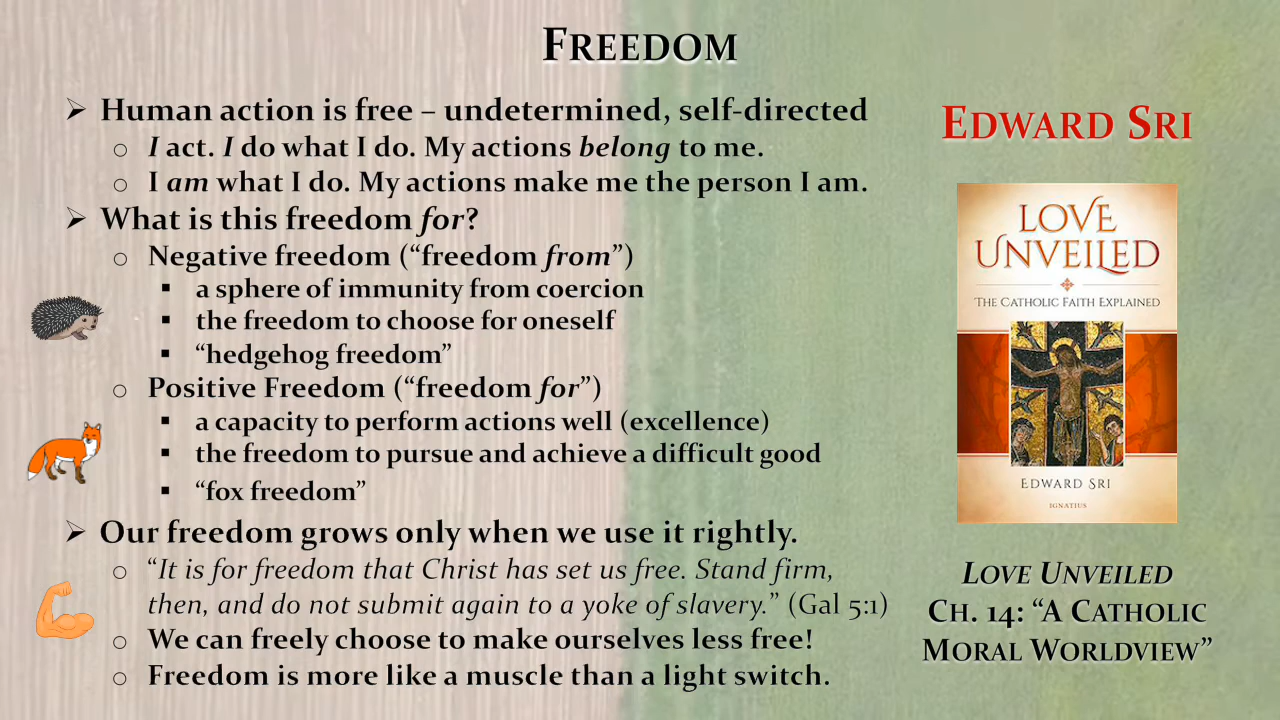 FREEDOM
➢ Human action is free – undetermined, self-directed
o I act. I do what I do. My actions belong to me.
o I am what I do. My actions make me the person I am.
➢ What is this freedom for?
o Negative freedom (“freedom from”)
▪ a sphere of immunity from coercion
▪ the freedom to choose for oneself
▪ “hedgehog freedom”
o Positive Freedom (“freedom for”)
▪ a capacity to perform actions well (excellence)
▪ the freedom to pursue and achieve a difficult good
▪ “fox freedom”
➢ Our freedom grows only when we use it rightly.
o “It is for freedom that Christ has set us free. Stand firm,
then, and do not submit again to a yoke of slavery.” (Gal 5:1)
o We can freely choose to make ourselves less free!
o Freedom is more like a muscle than a light switch.
EDWARD SRI
LOVE
UNVEILED
THE CATHOLIC FAITH EXPLAINED
EDWARD SRI
IGNATIUS
LOVE UNVEILED
CH. 14: “A CATHOLIC
MORAL WORLDVIEW”